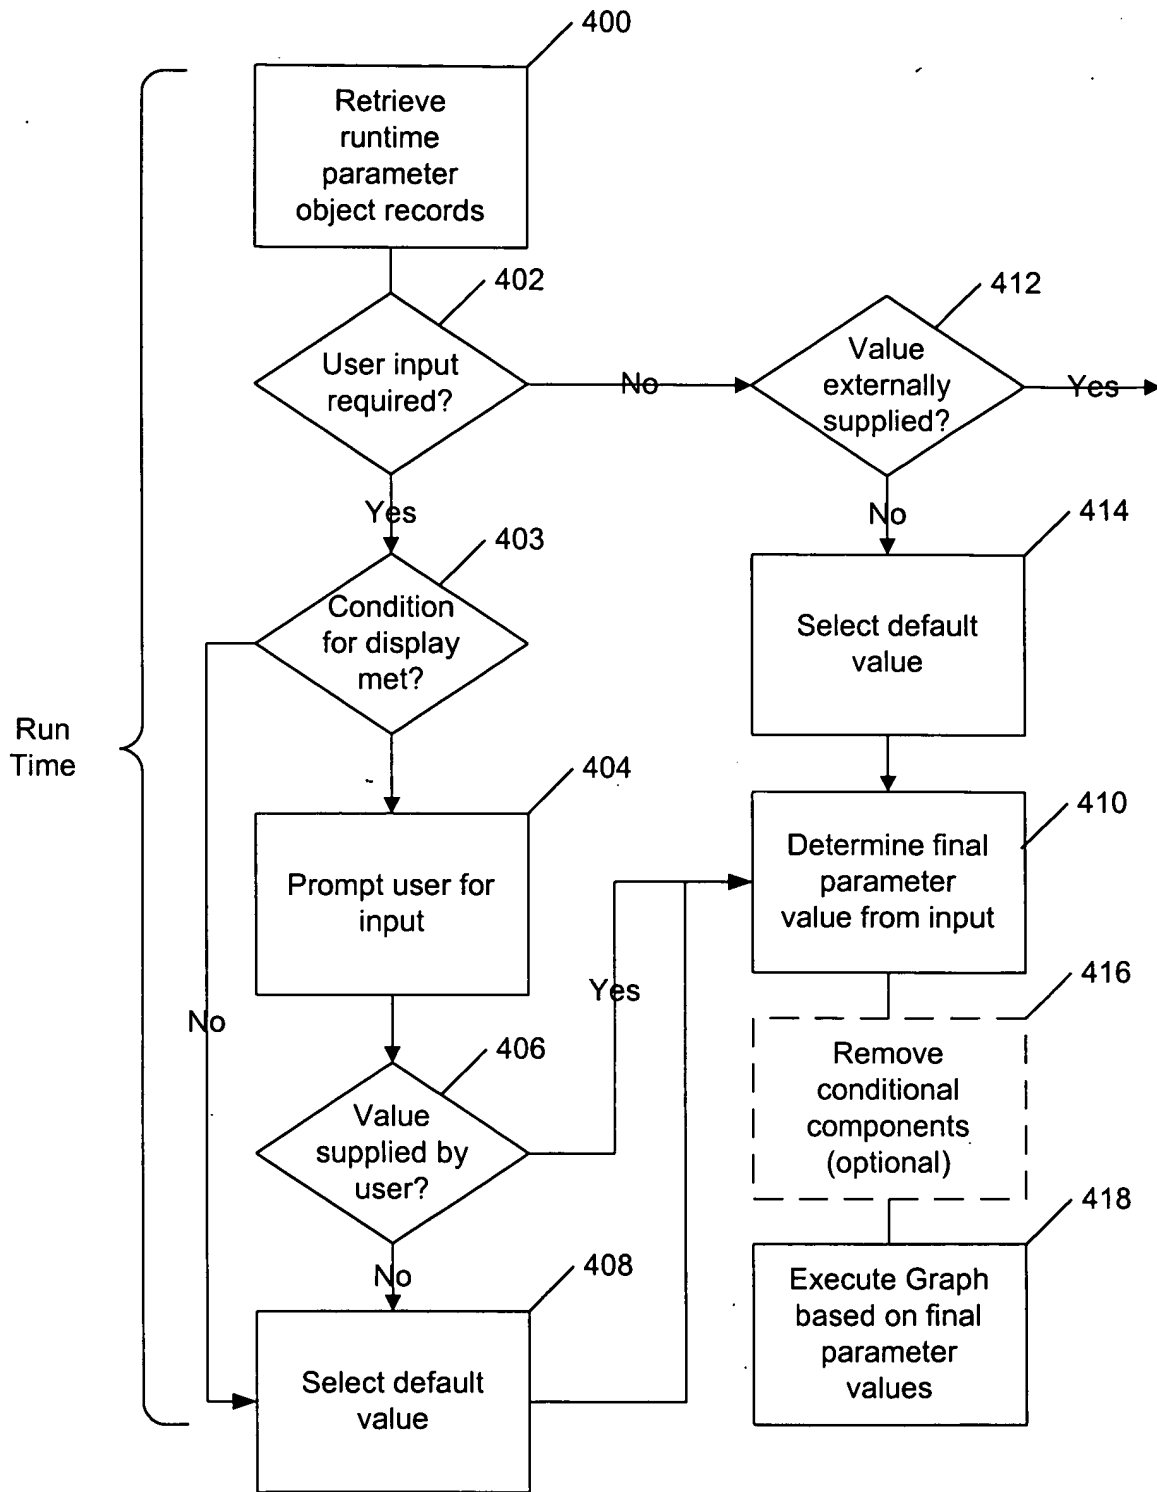 400
Retrieve
runtime
parameter
object records
402
User input
required?
No
412
Value
externally
supplied?
Yes
Yes
No
403
Condition
for display
met?
414
Select default
value
Run
Time
404
Prompt user for
input
410
Determine final
parameter
value from input
No
Yes
416
Remove
conditional
components
(optional)
406
Value
supplied by
user?
No
408
Select default
value
418
Execute Graph
based on final
parameter
values